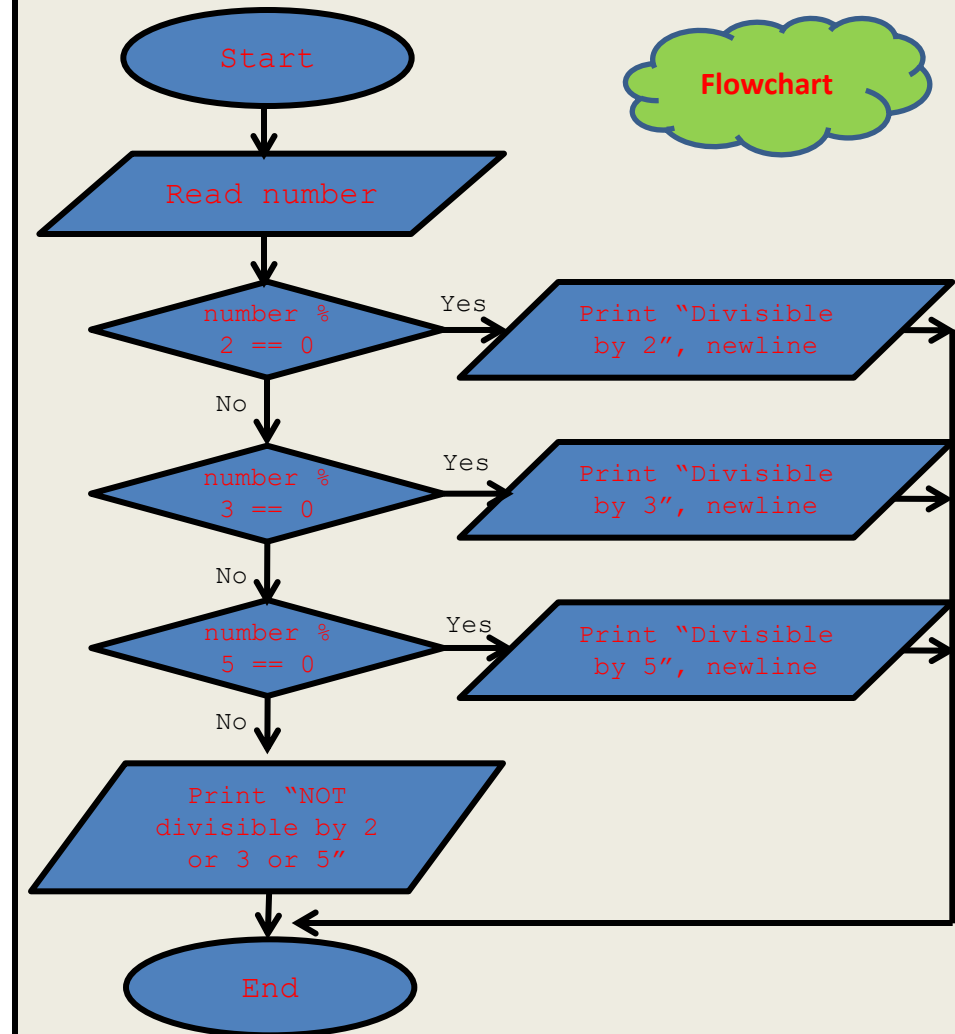 Start
Flowchart
Read number
number %
2 == 0
Yes
Print “Divisible
by 2”, newline
No
number %
3 == 0
Yes
Print “Divisible
by 3”, newline
No
number %
5 == 0
Yes
Print “Divisible
by 5”, newline
No
Print “NOT
divisible by 2
or 3 or 5”
End